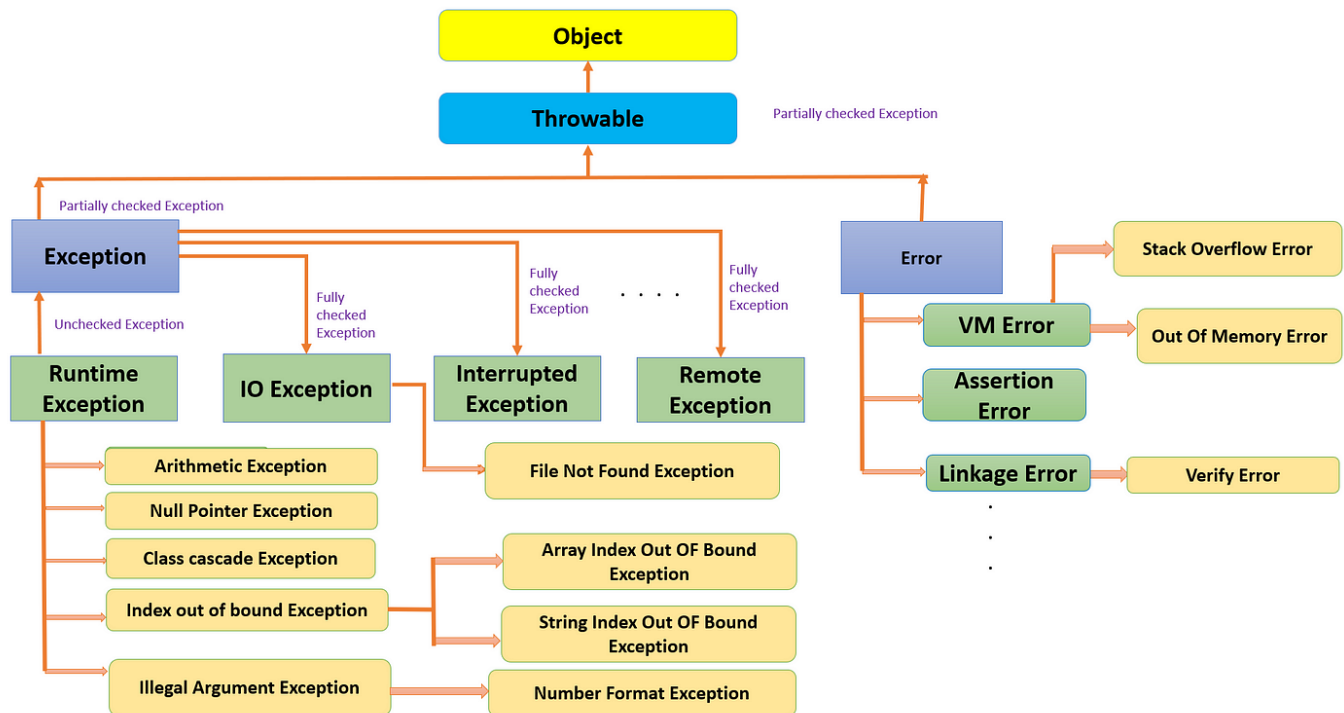 Object
Throwable
Partially checked Exception
Partially checked Exception
Exception
Error
Stack Overflow Error
Fully
checked
Exception
Fully
checked
Exception
Fully
checked
Exception
. . . .
Unchecked Exception
VM Error
Out Of Memory Error
Runtime
Exception
IO Exception
Interrupted
Exception
Remote
Exception
Assertion
Error
Arithmetic Exception
File Not Found Exception
Linkage Error
Verify Error
Null Pointer Exception
.
.
.
Class cascade Exception
Array Index Out OF Bound
Exception
Index out of bound Exception
String Index Out OF Bound
Exception
Illegal Argument Exception
Number Format Exception